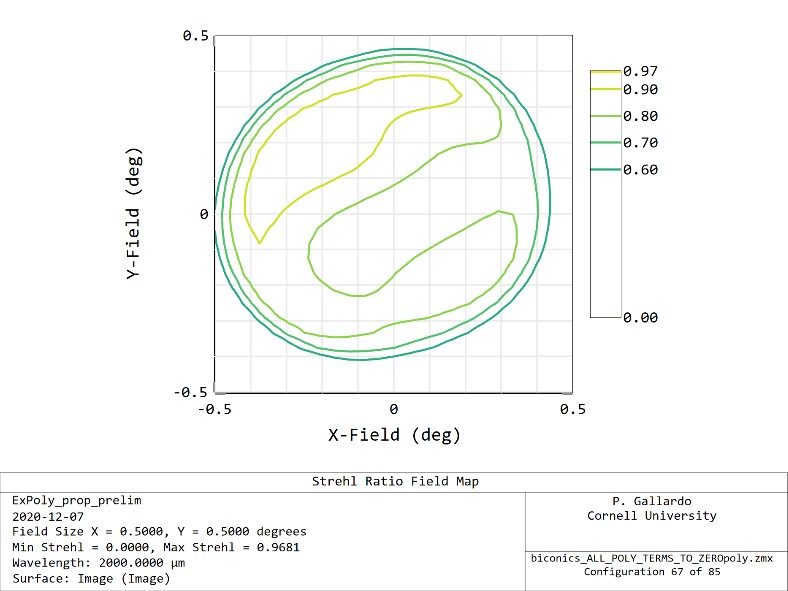 0.5
0
-0.5
-0.5 0 0.5
Y-Field (deg)
X-Field (deg)
0.97
0.90
0.80
0.70
0.60
0.00
Strehl Ratio Field Map
ExPoly_prop_prelim
2020-12-07
Field Size X = 0.5000, Y = 0.5000 degrees
Min Strehl = 0.0000, Max Strehl = 0.9681
Wavelength: 2000.0000 µm
Surface: Image (Image)
P. Gallardo
Cornell University
biconics_ALL_POLY_TERMS_TO_ZEROpoly.zmx
Configuration 67 of 85